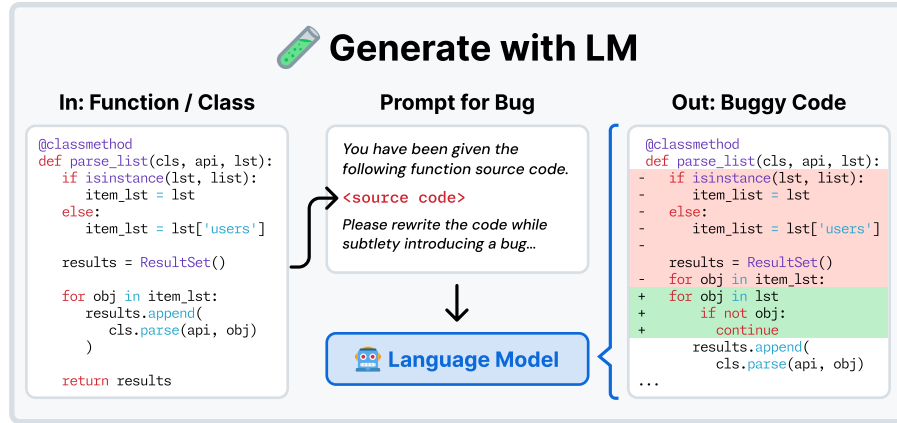 Generate with LM
In: Function / Class
@classmethod
def parse_list(cls, api, lst):
if isinstance(lst, list):
item_lst = lst
else:
item_lst = lst['users']
results = ResultSet()
for obj in item_lst:
results.append(
cls.parse(api, obj)
)
return results
Prompt for Bug
You have been given the
following function source code.
<source code>
Please rewrite the code while
subtlety introducing a bug...
Language Model
Out: Buggy Code
@classmethod
def parse_list(cls, api, lst):
- if isinstance(lst, list):
- item_list = lst
- else:
- item_list = lst['users']
-
results = ResultSet()
- for obj in item_lst:
+ for obj in lst
+ if not obj:
+ continue
results.append(
cls.parse(api, obj)
...